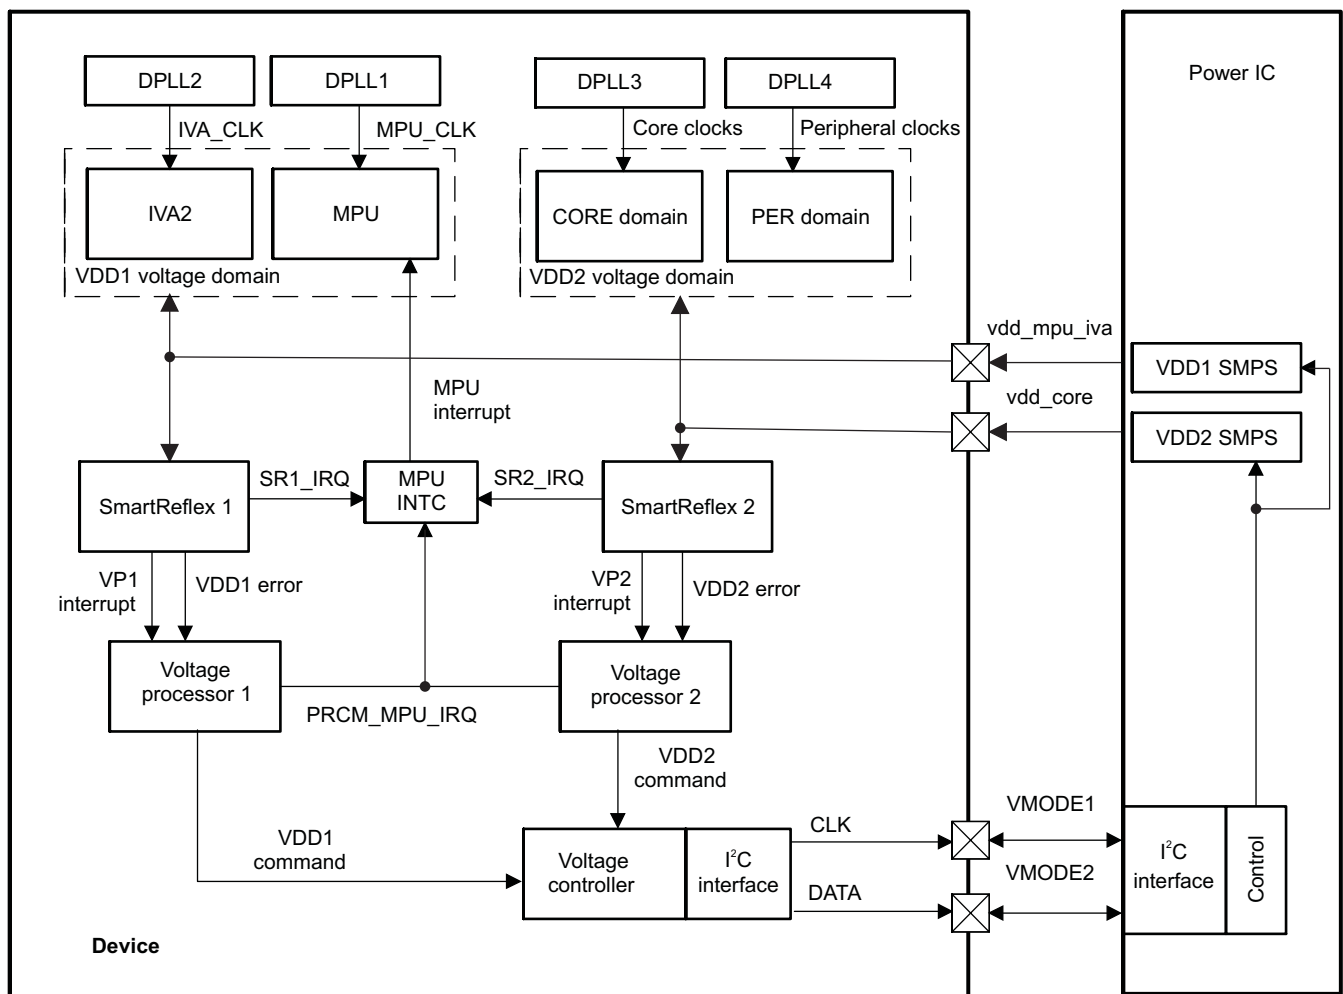 DPLL2
DPLL1
DPLL3
DPLL4
Power IC
IVA_CLK
MPU_CLK
Core clocks
Peripheral clocks
IVA2
MPU
CORE domain
PER domain
VDD1 voltage domain
VDD2 voltage domain
vdd_mpu_iva
VDD1 SMPS
MPU
interrupt
vdd_core
VDD2 SMPS
SmartReflex 1
SR1_IRQ
MPU
INTC
SR2_IRQ
SmartReflex 2
VP1
interrupt
VDD1 error
VP2
interrupt
VDD2 error
Voltage
processor 1
PRCM_MPU_IRQ
Voltage
processor 2
VDD2
command
VDD1
command
Voltage
controller
I²C
interface
CLK
DATA
VMODE1
VMODE2
I²C
interface
Control
Device